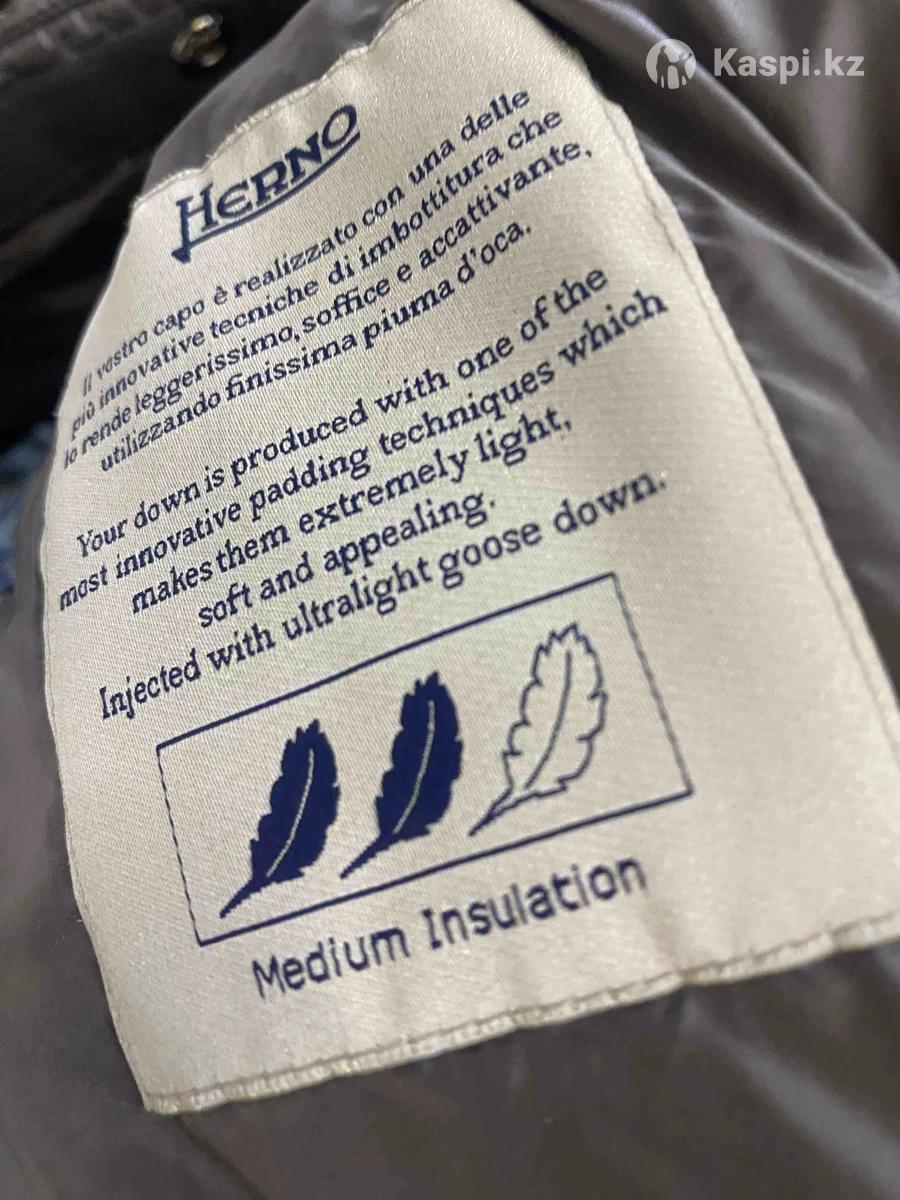 Kaspi.kz
HERNO
Il vostro capo è realizzato con una delle
più innovative tecniche di imbottitura che
lo rende leggerissimo, soffice e accattivante,
utilizzando finissima piuma d'oca.
Your down is produced with one of the
most innovative padding techniques which
makes them extremely light,
soft and appealing.
Injected with ultralight goose down.
Medium Insulation